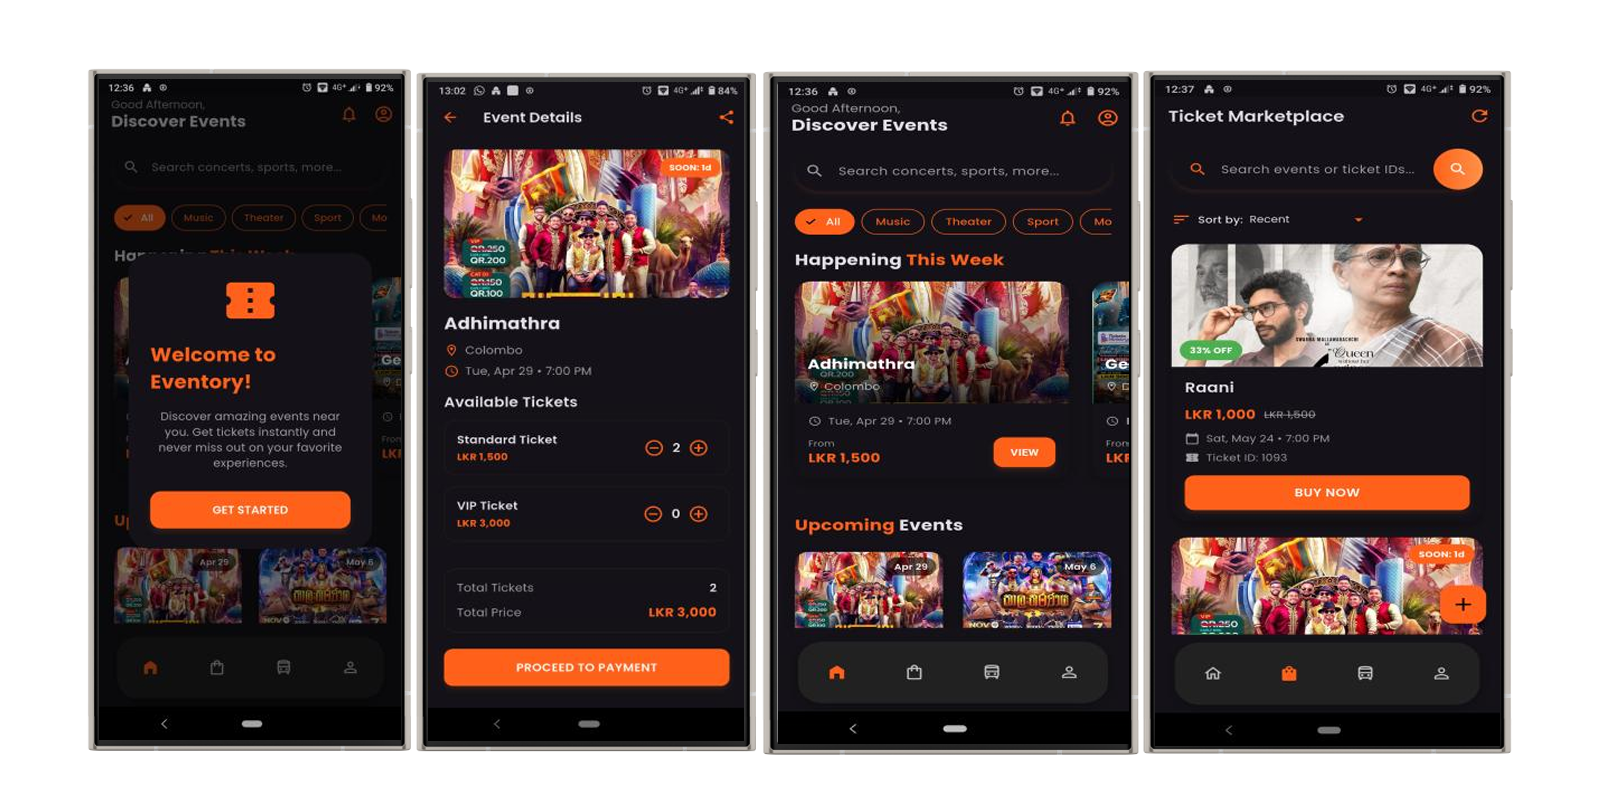 12:36
4G+
92%
Good Afternoon,
Discover Events
Search concerts, sports, more...
All
Music
Theater
Sport
Mo
Welcome to
Eventory!
Discover amazing events near
you. Get tickets instantly and
never miss out on your favorite
experiences.
GET STARTED
Apr 29
May 6
13:02
4G+
84%
Event Details
SOON: 1d
VIP
QR.250
QR.200
CAT 01
QR.150
QR.100
Adhimathra
Colombo
Tue, Apr 29 • 7:00 PM
Available Tickets
Standard Ticket
LKR 1,500
2
VIP Ticket
LKR 3,000
0
Total Tickets
2
Total Price
LKR 3,000
PROCEED TO PAYMENT
12:36
4G+
92%
Good Afternoon,
Discover Events
Search concerts, sports, more...
All
Music
Theater
Sport
Mo
Happening This Week
Adhimathra
Colombo
Tue, Apr 29 • 7:00 PM
From
LKR 1,500
VIEW
Ge
From
LKR
Upcoming Events
Apr 29
May 6
NOV
12:37
4G+
92%
Ticket Marketplace
Search events or ticket IDs...
Sort by: Recent
33% OFF
Queen
Raani
LKR 1,000 LKR 1,500
Sat, May 24 • 7:00 PM
Ticket ID: 1093
BUY NOW
SOON: 1d
VIP
QR.250